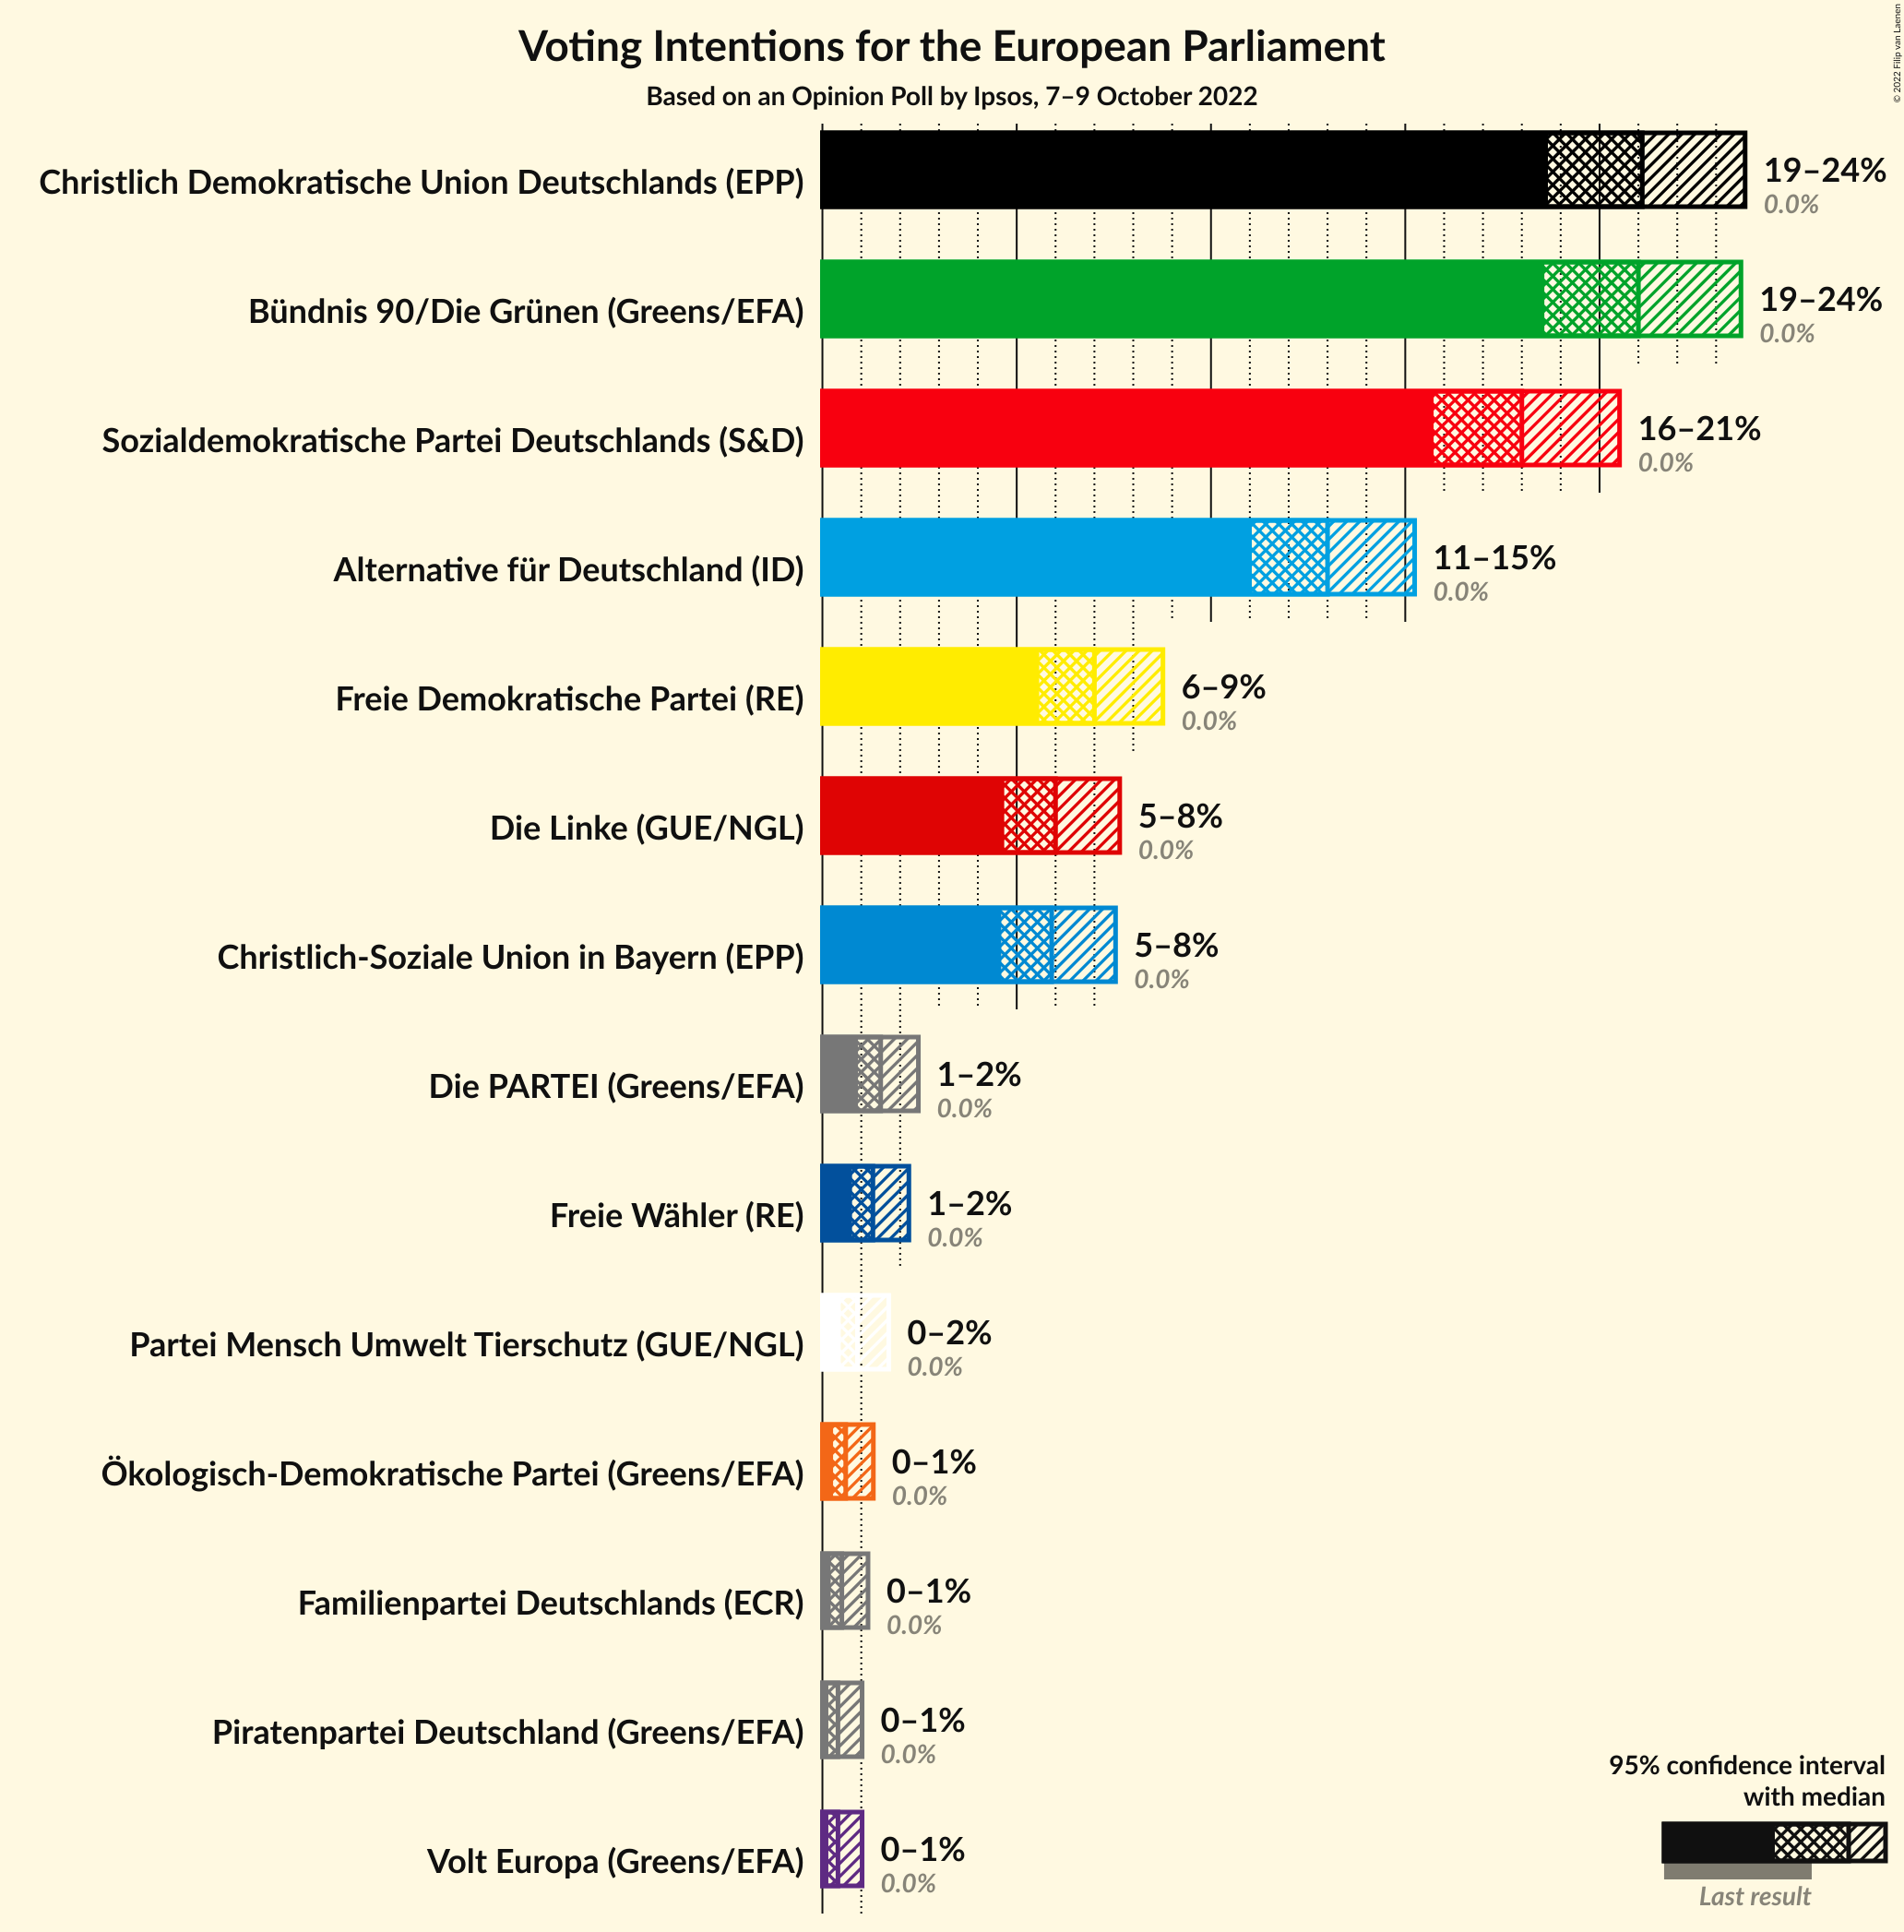 Voting Intentions for the European Parliament
Based on an Opinion Poll by Ipsos, 7–9 October 2022
© 2022 Filip van Laenen
Christlich Demokratische Union Deutschlands (EPP)
19–24%
0.0%
Bündnis 90/Die Grünen (Greens/EFA)
19–24%
0.0%
Sozialdemokratische Partei Deutschlands (S&D)
16–21%
0.0%
Alternative für Deutschland (ID)
11–15%
0.0%
Freie Demokratische Partei (RE)
6–9%
0.0%
Die Linke (GUE/NGL)
5–8%
0.0%
Christlich-Soziale Union in Bayern (EPP)
5–8%
0.0%
Die PARTEI (Greens/EFA)
1–2%
0.0%
Freie Wähler (RE)
1–2%
0.0%
Partei Mensch Umwelt Tierschutz (GUE/NGL)
0–2%
0.0%
Ökologisch-Demokratische Partei (Greens/EFA)
0–1%
0.0%
Familienpartei Deutschlands (ECR)
0–1%
0.0%
Piratenpartei Deutschland (Greens/EFA)
0–1%
0.0%
Volt Europa (Greens/EFA)
0–1%
0.0%
95% confidence interval
with median
Last result